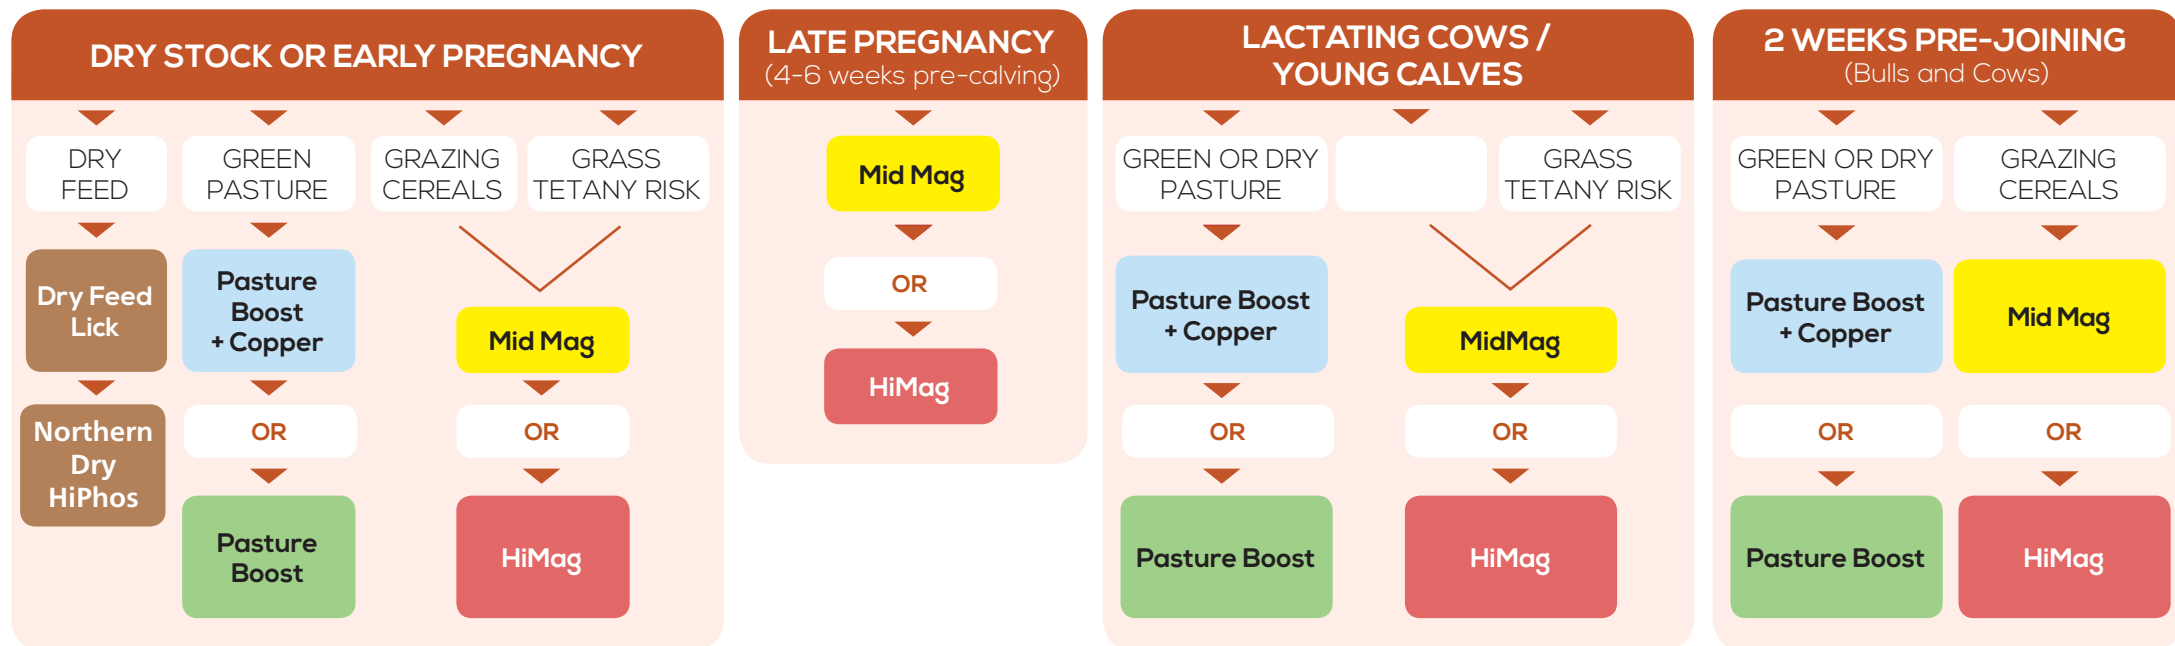 DRY STOCK OR EARLY PREGNANCY
DRY
FEED
GREEN
PASTURE
GRAZING
CEREALS
GRASS
TETANY RISK
Dry Feed
Lick
Northern
Dry
HiPhos
Pasture
Boost
+ Copper
OR
Pasture
Boost
Mid Mag
OR
HiMag
LATE PREGNANCY
(4-6 weeks pre-calving)
Mid Mag
OR
HiMag
LACTATING COWS /
YOUNG CALVES
GREEN OR DRY
PASTURE
GRASS
TETANY RISK
Pasture Boost
+ Copper
OR
Pasture Boost
MidMag
OR
HiMag
2 WEEKS PRE-JOINING
(Bulls and Cows)
GREEN OR DRY
PASTURE
GRAZING
CEREALS
Pasture Boost
+ Copper
OR
Pasture Boost
Mid Mag
OR
HiMag